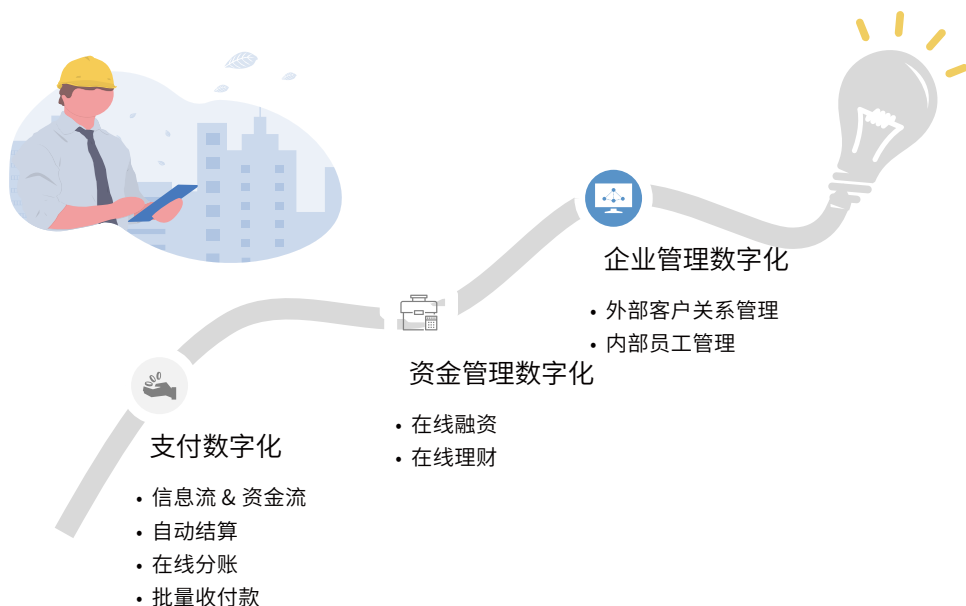 企业管理数字化
• 外部客户关系管理
• 内部员工管理
资金管理数字化
• 在线融资
• 在线理财
支付数字化
• 信息流 & 资金流
• 自动结算
• 在线分账
• 批量收付款